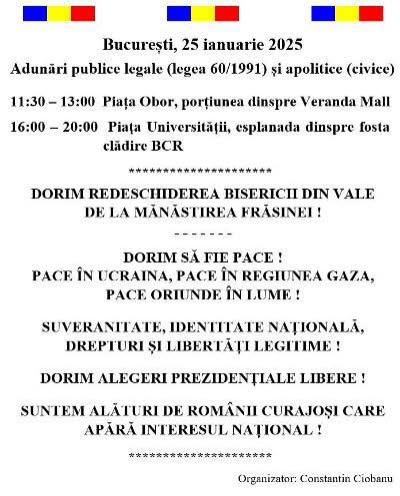 București, 25 ianuarie 2025
Adunări publice legale (legea 60/1991) și apolitice (civice)
11:30 – 13:00 Piața Obor, porțiunea dinspre Veranda Mall
16:00 – 20:00 Piața Universității, esplanada dinspre fosta
clădire BCR
*********************
DORIM REDESCHIDEREA BISERICII DIN VALE
DE LA MĂNĂSTIREA FRĂSINEI !
- - - - - - -
DORIM SĂ FIE PACE !
PACE ÎN UCRAINA, PACE ÎN REGIUNEA GAZA,
PACE ORIUNDE ÎN LUME !
SUVERANITATE, IDENTITATE NAȚIONALĂ,
DREPTURI ȘI LIBERTĂȚI LEGITIME !
DORIM ALEGERI PREZIDENȚIALE LIBERE !
SUNTEM ALĂTURI DE ROMÂNII CURAJOȘI CARE
APĂRĂ INTERESUL NAȚIONAL !
*********************
Organizator: Constantin Ciobanu